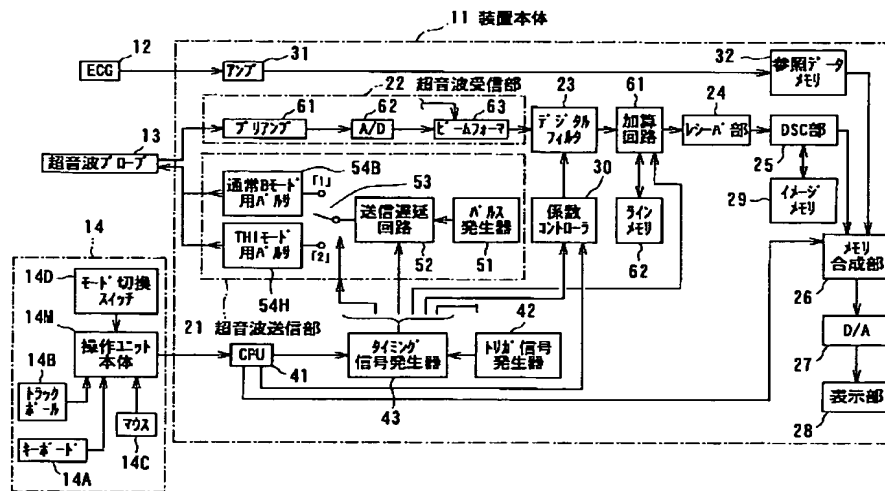 11 装置本体
12
ECG
31
アンプ
32
参照データ
メモリ
22 超音波受信部
61
プリアンプ
62
A/D
63
ビームフォーマ
23
デジタル
フィルタ
61
加算
回路
24
レシーバ部
DSC部
25
13
超音波プローブ
54B
通常Bモード
用パルサ
「1」
53
送信遅延
回路
52
パルス
発生器
51
THIモード
用パルサ
「2」
54H
21 超音波送信部
30
係数
コントローラ
ライン
メモリ
62
29
イメージ
メモリ
メモリ
合成部
26
D/A
27
表示部
28
14
14D
モード切換
スイッチ
14M
操作ユニット
本体
14B
トラック
ボール
キーボード
14A
マウス
14C
CPU
41
タイミング
信号発生器
43
42
トリガ信号
発生器